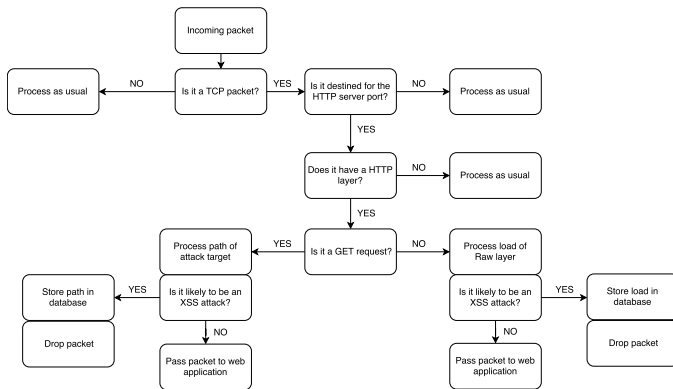 Incoming packet
Process as usual
NO
Is it a TCP packet?
YES
Is it destined for the
HTTP server port?
NO
Process as usual
YES
Does it have a HTTP
layer?
NO
Process as usual
YES
Process path of
attack target
YES
Is it a GET request?
NO
Process load of
Raw layer
Store path in
database
YES
Is it likely to be an
XSS attack?
Is it likely to be an
XSS attack?
YES
Store load in
database
Drop packet
NO
NO
Drop packet
Pass packet to web
application
Pass packet to web
application